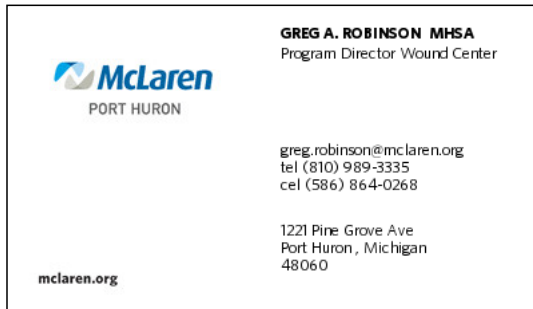 McLaren
PORT HURON
mclaren.org
GREG A. ROBINSON MHSA
Program Director Wound Center
greg.robinson@mclaren.org
tel (810) 989-3335
cel (586) 864-0268
1221 Pine Grove Ave
Port Huron, Michigan
48060